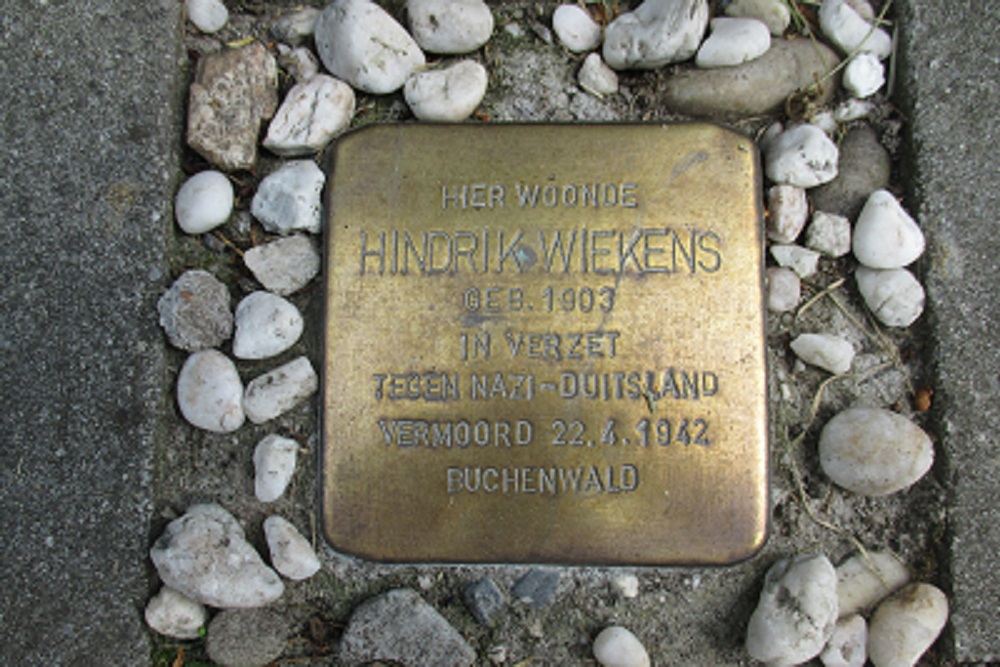 HIER WOONDE
HINDRIK WIEKENS
GEB. 1903
IN VERZET
TEGEN NAZI-DUITSLAND
VERMOORD 22.4.1942
BUCHENWALD